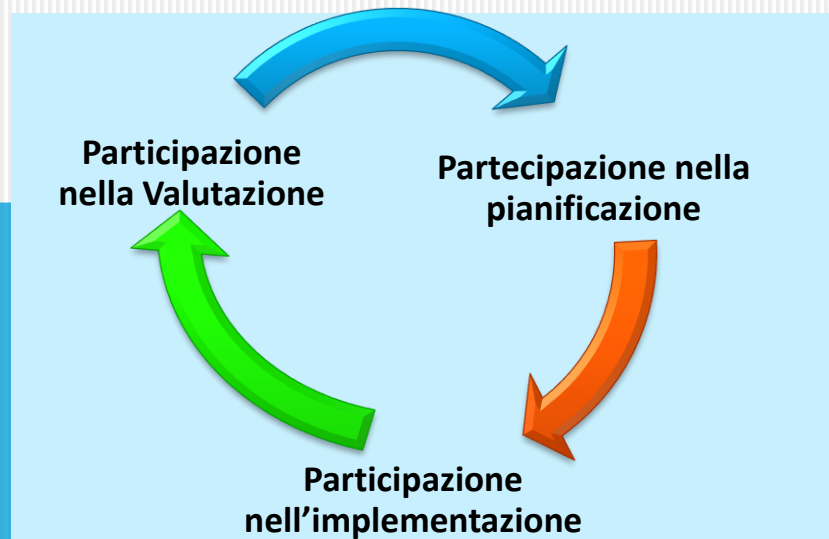 Participazione
nella Valutazione
Partecipazione nella
pianificazione
Participazione
nell’implementazione